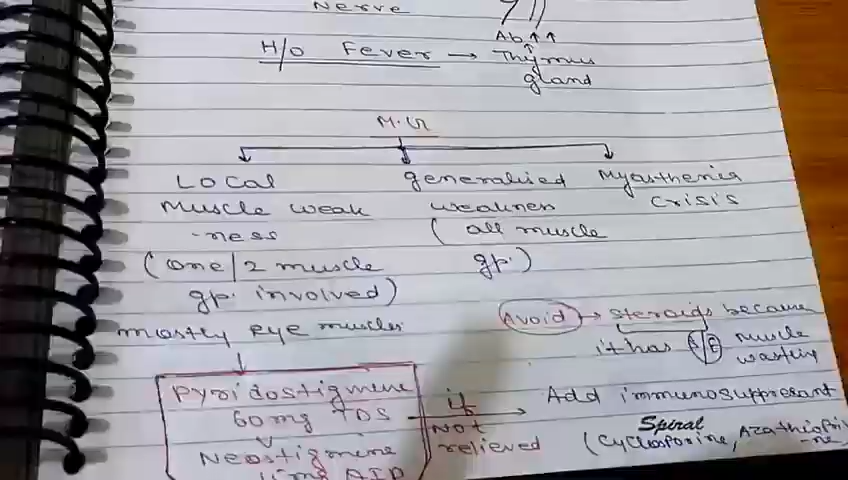 Nerve
Ab ↑↑
H/O Fever → Thymus
gland
M.G
Local generalised Myasthenia
Muscle weak weakness crisis
-ness (all muscle
(one/2 muscle gp.)
gp. involved)
Avoid → steroids because
mostly eye muscles
it has S/E muscle
wasting
Pyridostigmine
60mg TDS if → Add immunosuppresant
Not
relieved
Spiral
Neostigmine (Cyclosporine, Azathiopri
-ne
15mg